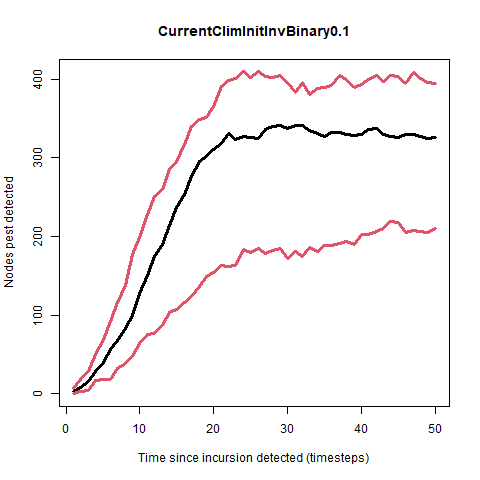 CurrentClimInitInvBinary0.1
Nodes pest detected
400
300
200
100
0
0 10 20 30 40 50
Time since incursion detected (timesteps)